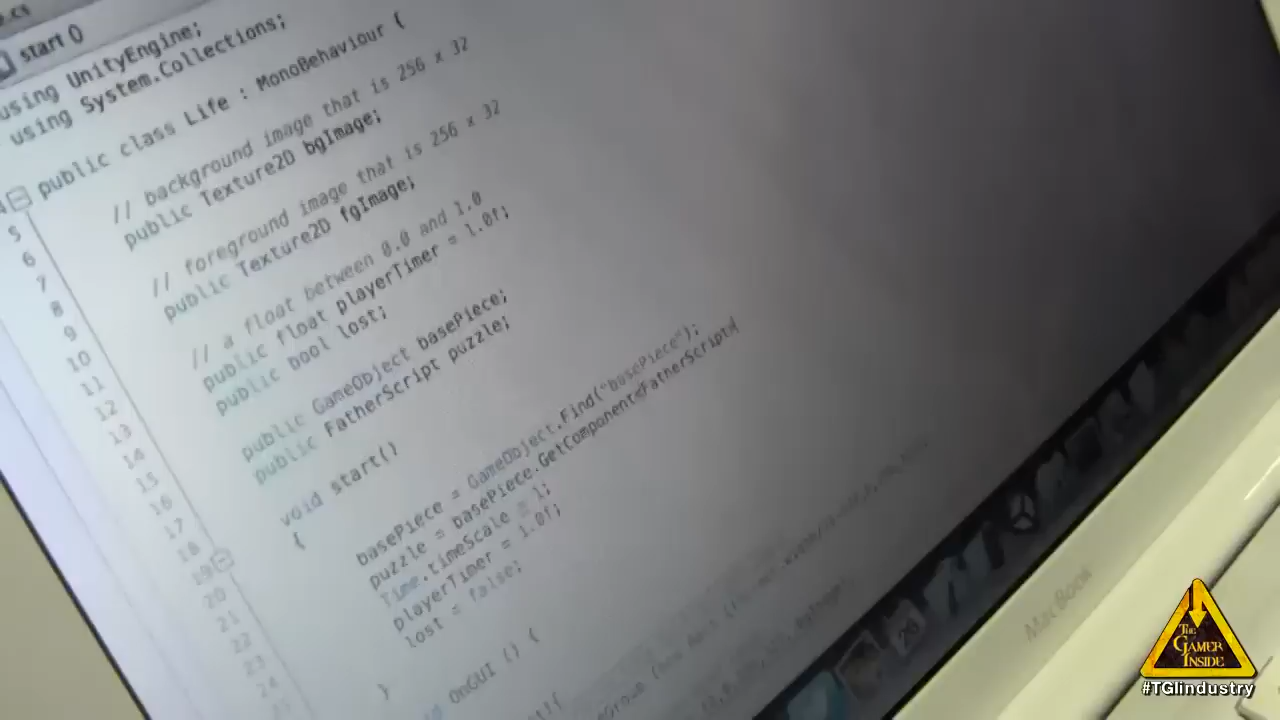 start ()
using UnityEngine;
using System.Collections;
public class Life : MonoBehaviour {
// background image that is 256 x 32
public Texture2D bgImage;
// foreground image that is 256 x 32
public Texture2D fgImage;
// a float between 0.0 and 1.0
public float playerTimer = 1.0f;
public bool lost;
public GameObject basePiece;
public FatherScript puzzle;
void start()
{
basePiece = GameObject.Find("basePiece");
puzzle = basePiece.GetComponent<FatherScript>
Time.timeScale = 1;
playerTimer = 1.0f;
lost = false;
}
OnGUI () {
5
6
7
8
9
10
11
12
13
14
15
16
17
18
19
20
21
22
23
24
MacBook
THE
GAMER
INSIDE
#TGIindustry